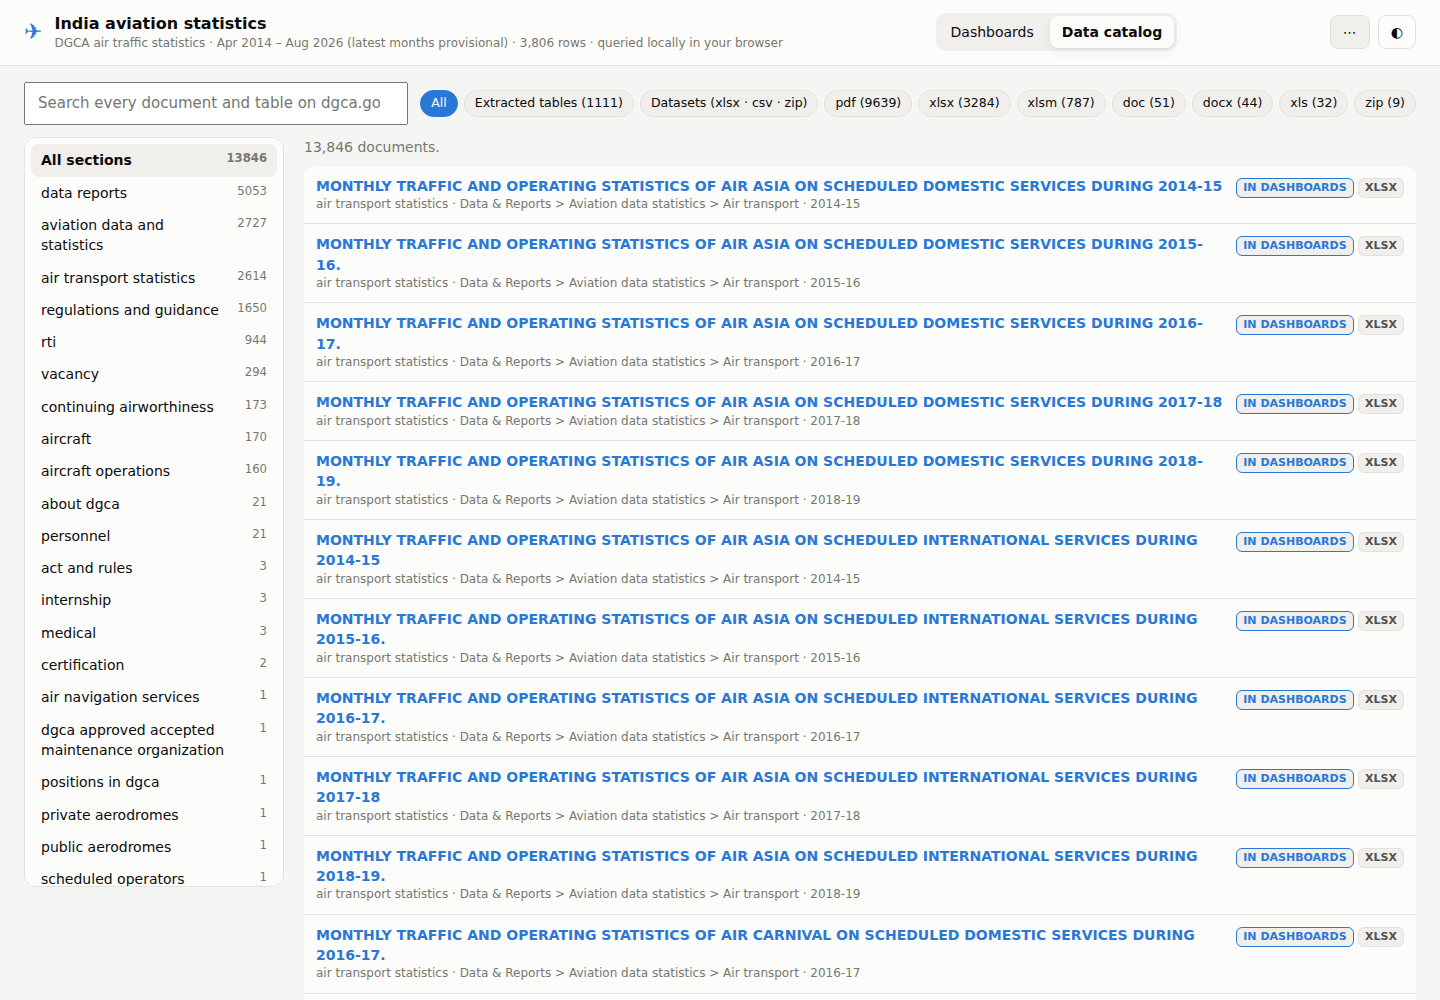 ✈ India aviation statistics
DGCA air traffic statistics · Apr 2014 – Aug 2026 (latest months provisional) · 3,806 rows · queried locally in your browser
Dashboards
Data catalog
···
◐
Search every document and table on dgca.go
All
Extracted tables (1111)
Datasets (xlsx · csv · zip)
pdf (9639)
xlsx (3284)
xlsm (787)
doc (51)
docx (44)
xls (32)
zip (9)
All sections 13846
data reports 5053
aviation data and 2727
statistics
air transport statistics 2614
regulations and guidance 1650
rti 944
vacancy 294
continuing airworthiness 173
aircraft 170
aircraft operations 160
about dgca 21
personnel 21
act and rules 3
internship 3
medical 3
certification 2
air navigation services 1
dgca approved accepted 1
maintenance organization
positions in dgca 1
private aerodromes 1
public aerodromes 1
scheduled operators 1
13,846 documents.
MONTHLY TRAFFIC AND OPERATING STATISTICS OF AIR ASIA ON SCHEDULED DOMESTIC SERVICES DURING 2014-15 IN DASHBOARDS XLSX
air transport statistics · Data & Reports > Aviation data statistics > Air transport · 2014-15
MONTHLY TRAFFIC AND OPERATING STATISTICS OF AIR ASIA ON SCHEDULED DOMESTIC SERVICES DURING 2015- IN DASHBOARDS XLSX
16.
air transport statistics · Data & Reports > Aviation data statistics > Air transport · 2015-16
MONTHLY TRAFFIC AND OPERATING STATISTICS OF AIR ASIA ON SCHEDULED DOMESTIC SERVICES DURING 2016- IN DASHBOARDS XLSX
17.
air transport statistics · Data & Reports > Aviation data statistics > Air transport · 2016-17
MONTHLY TRAFFIC AND OPERATING STATISTICS OF AIR ASIA ON SCHEDULED DOMESTIC SERVICES DURING 2017-18 IN DASHBOARDS XLSX
air transport statistics · Data & Reports > Aviation data statistics > Air transport · 2017-18
MONTHLY TRAFFIC AND OPERATING STATISTICS OF AIR ASIA ON SCHEDULED DOMESTIC SERVICES DURING 2018- IN DASHBOARDS XLSX
19.
air transport statistics · Data & Reports > Aviation data statistics > Air transport · 2018-19
MONTHLY TRAFFIC AND OPERATING STATISTICS OF AIR ASIA ON SCHEDULED INTERNATIONAL SERVICES DURING IN DASHBOARDS XLSX
2014-15
air transport statistics · Data & Reports > Aviation data statistics > Air transport · 2014-15
MONTHLY TRAFFIC AND OPERATING STATISTICS OF AIR ASIA ON SCHEDULED INTERNATIONAL SERVICES DURING IN DASHBOARDS XLSX
2015-16.
air transport statistics · Data & Reports > Aviation data statistics > Air transport · 2015-16
MONTHLY TRAFFIC AND OPERATING STATISTICS OF AIR ASIA ON SCHEDULED INTERNATIONAL SERVICES DURING IN DASHBOARDS XLSX
2016-17.
air transport statistics · Data & Reports > Aviation data statistics > Air transport · 2016-17
MONTHLY TRAFFIC AND OPERATING STATISTICS OF AIR ASIA ON SCHEDULED INTERNATIONAL SERVICES DURING IN DASHBOARDS XLSX
2017-18
air transport statistics · Data & Reports > Aviation data statistics > Air transport · 2017-18
MONTHLY TRAFFIC AND OPERATING STATISTICS OF AIR ASIA ON SCHEDULED INTERNATIONAL SERVICES DURING IN DASHBOARDS XLSX
2018-19.
air transport statistics · Data & Reports > Aviation data statistics > Air transport · 2018-19
MONTHLY TRAFFIC AND OPERATING STATISTICS OF AIR CARNIVAL ON SCHEDULED DOMESTIC SERVICES DURING IN DASHBOARDS XLSX
2016-17.
air transport statistics · Data & Reports > Aviation data statistics > Air transport · 2016-17